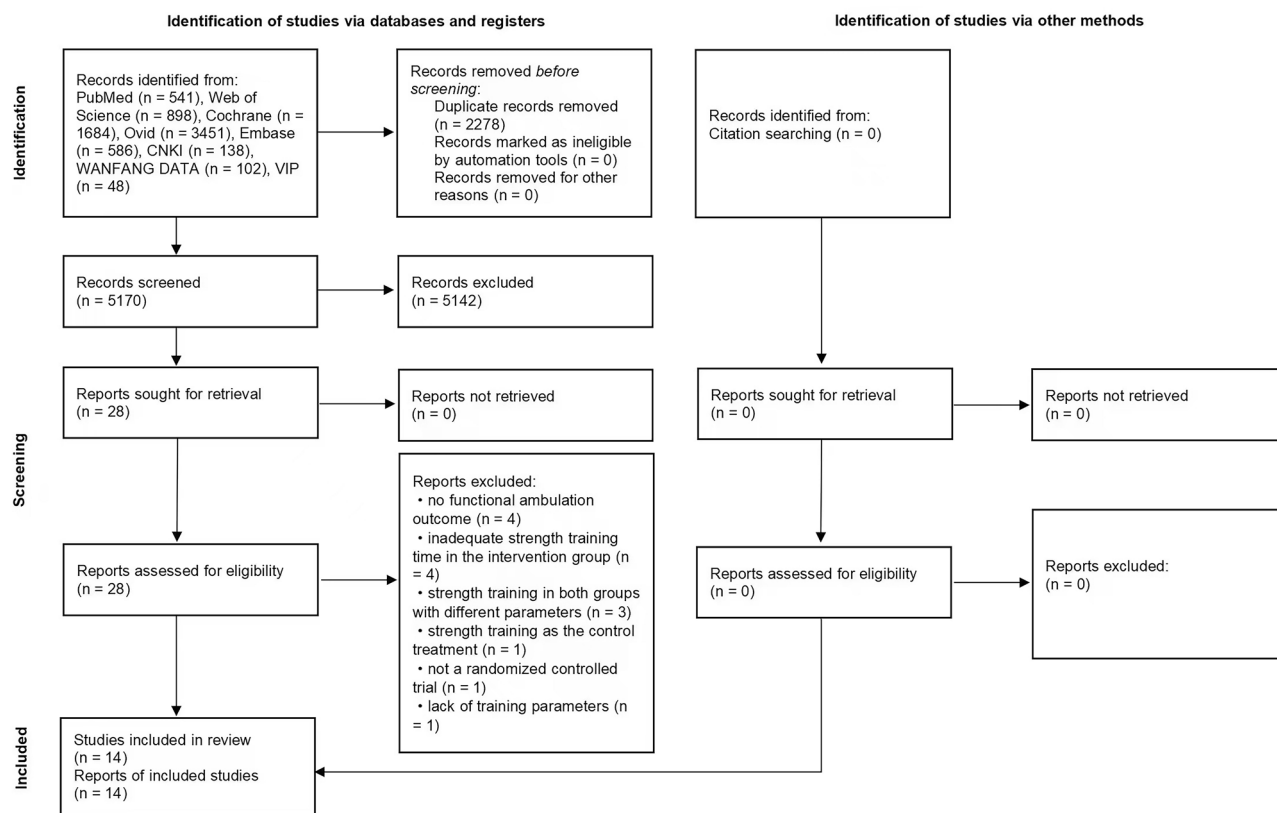 Identification of studies via databases and registers
Identification of studies via other methods
Identification
Records identified from:
PubMed (n = 541), Web of
Science (n = 898), Cochrane (n =
1684), Ovid (n = 3451), Embase
(n = 586), CNKI (n = 138),
WANFANG DATA (n = 102), VIP
(n = 48)
Records removed before
screening:
Duplicate records removed
(n = 2278)
Records marked as ineligible
by automation tools (n = 0)
Records removed for other
reasons (n = 0)
Records identified from:
Citation searching (n = 0)
Screening
Records screened
(n = 5170)
Records excluded
(n = 5142)
Reports sought for retrieval
(n = 28)
Reports not retrieved
(n = 0)
Reports sought for retrieval
(n = 0)
Reports not retrieved
(n = 0)
Reports assessed for eligibility
(n = 28)
Reports excluded:
• no functional ambulation
outcome (n = 4)
• inadequate strength training
time in the intervention group (n
= 4)
• strength training in both groups
with different parameters (n = 3)
• strength training as the control
treatment (n = 1)
• not a randomized controlled
trial (n = 1)
• lack of training parameters (n
= 1)
Reports assessed for eligibility
(n = 0)
Reports excluded:
(n = 0)
Included
Studies included in review
(n = 14)
Reports of included studies
(n = 14)